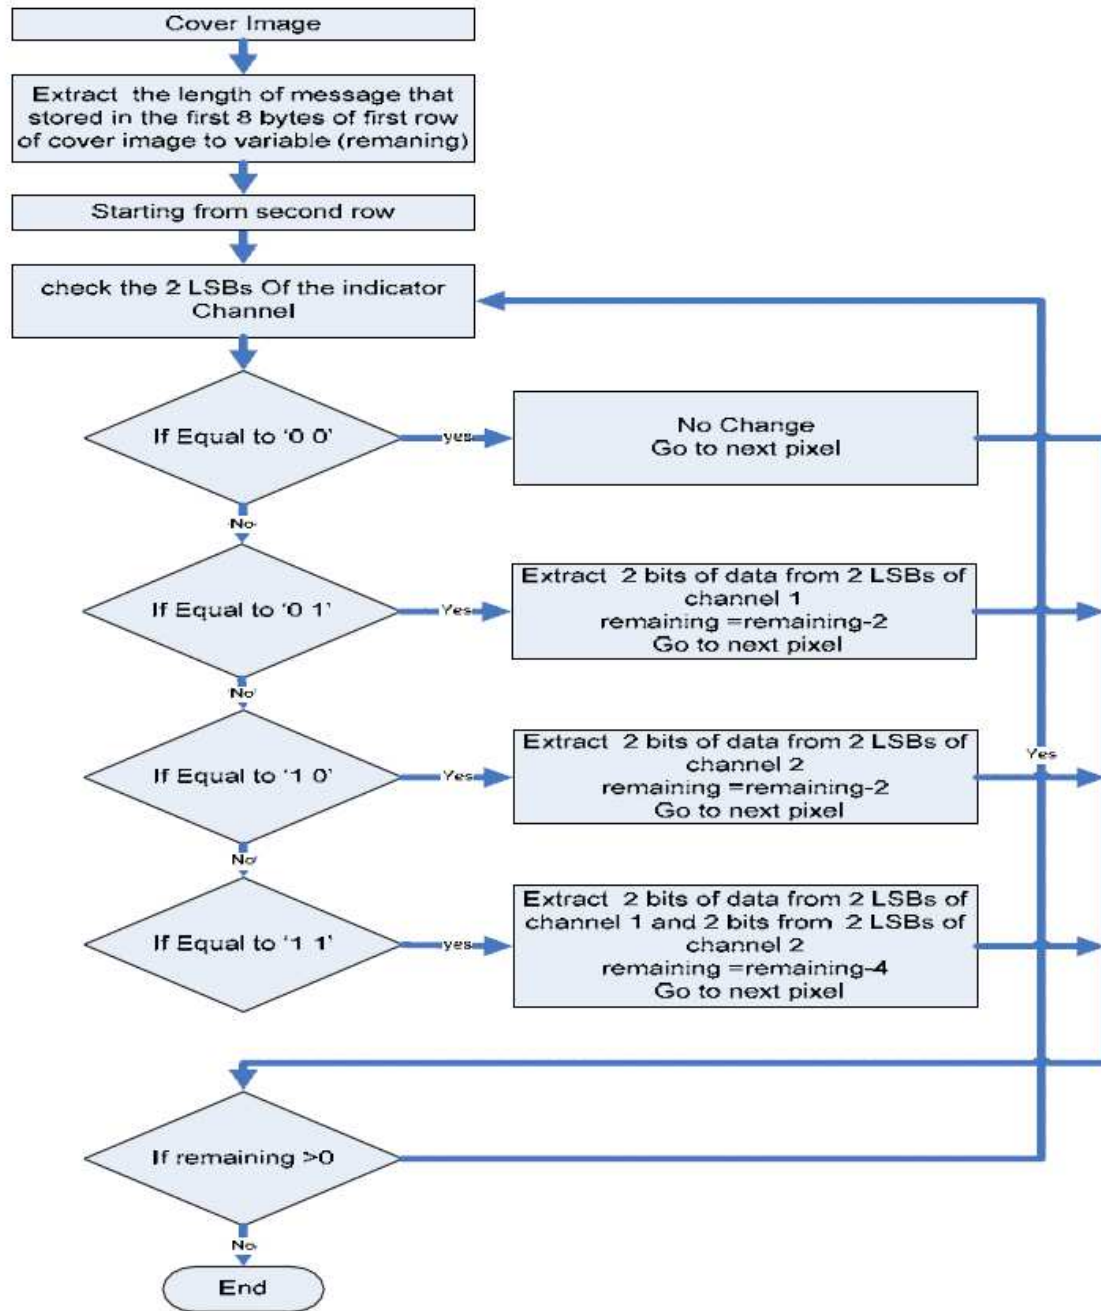 Cover Image
Extract the length of message that
stored in the first 8 bytes of first row
of cover image to variable (remaning)
Starting from second row
check the 2 LSBs Of the indicator
Channel
If Equal to '0 0'
yes
No Change
Go to next pixel
No
If Equal to '0 1'
Yes
Extract 2 bits of data from 2 LSBs of
channel 1
remaining =remaining-2
Go to next pixel
No
If Equal to '1 0'
Yes
Extract 2 bits of data from 2 LSBs of
channel 2
remaining =remaining-2
Go to next pixel
Yes
No
If Equal to '1 1'
yes
Extract 2 bits of data from 2 LSBs of
channel 1 and 2 bits from 2 LSBs of
channel 2
remaining =remaining-4
Go to next pixel
If remaining >0
No
End